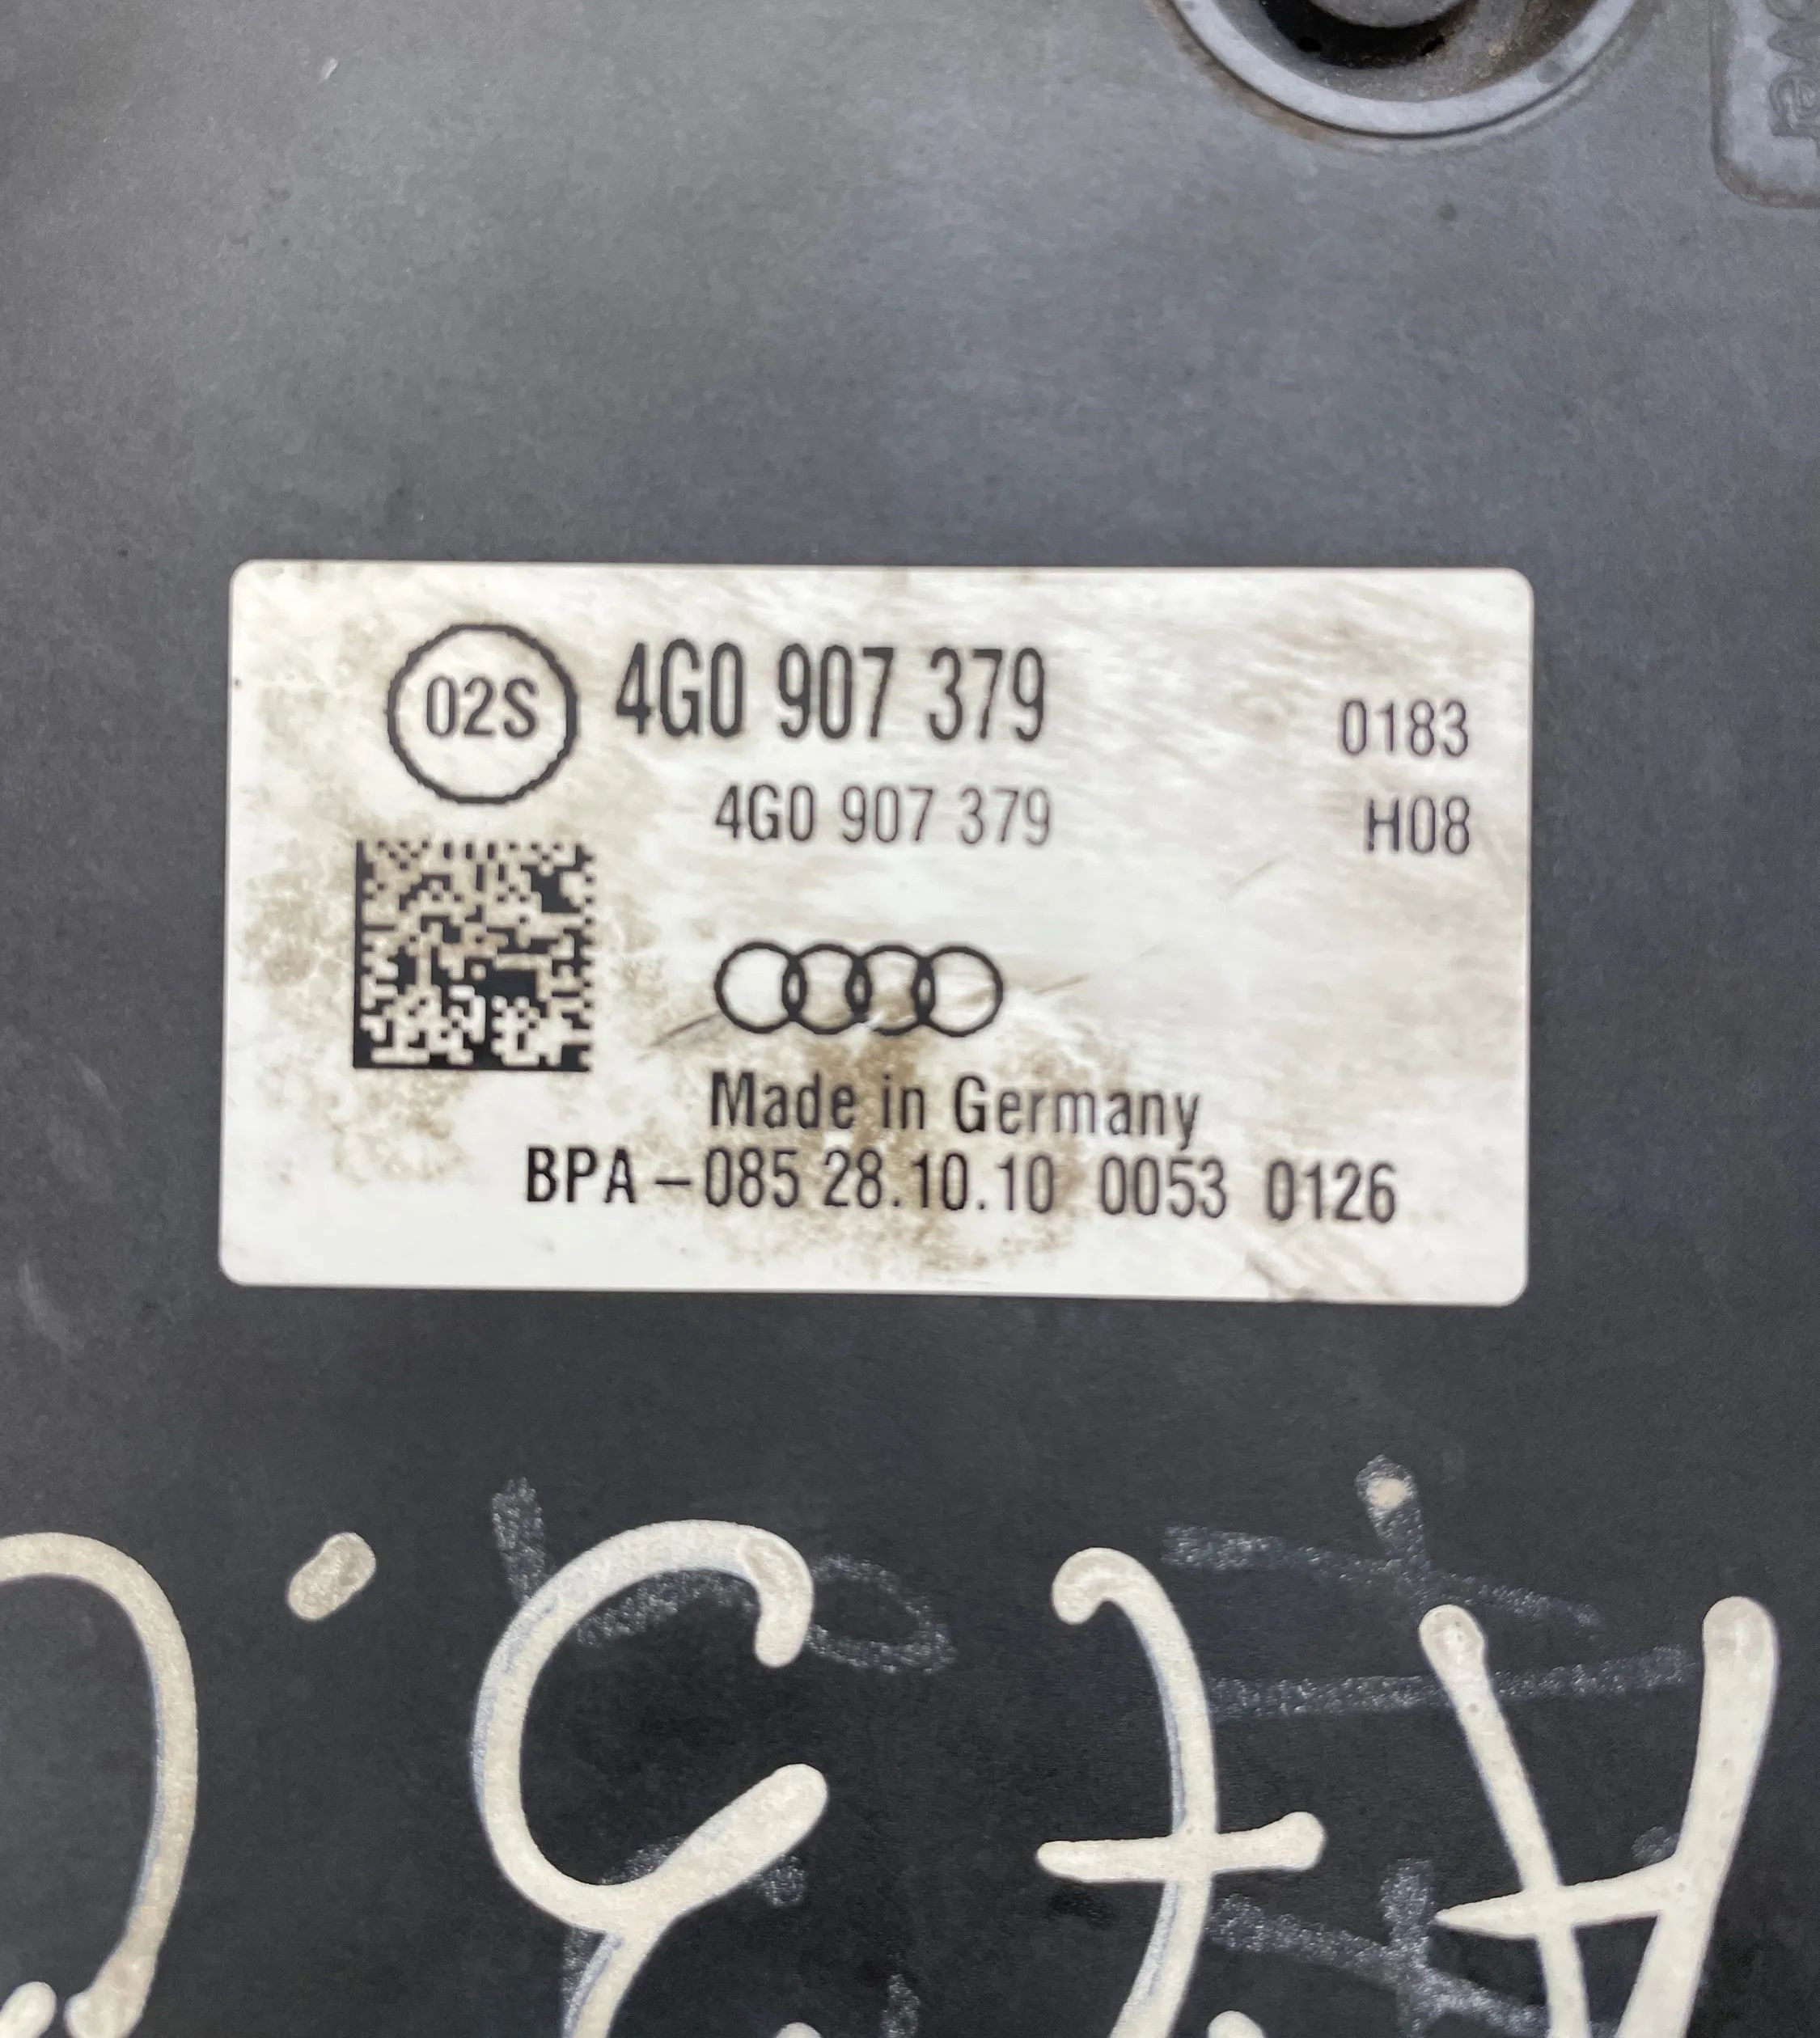 02S 4G0 907 379 0183
4G0 907 379 H08
Made in Germany
BPA-085 28.10.10 0053 0126